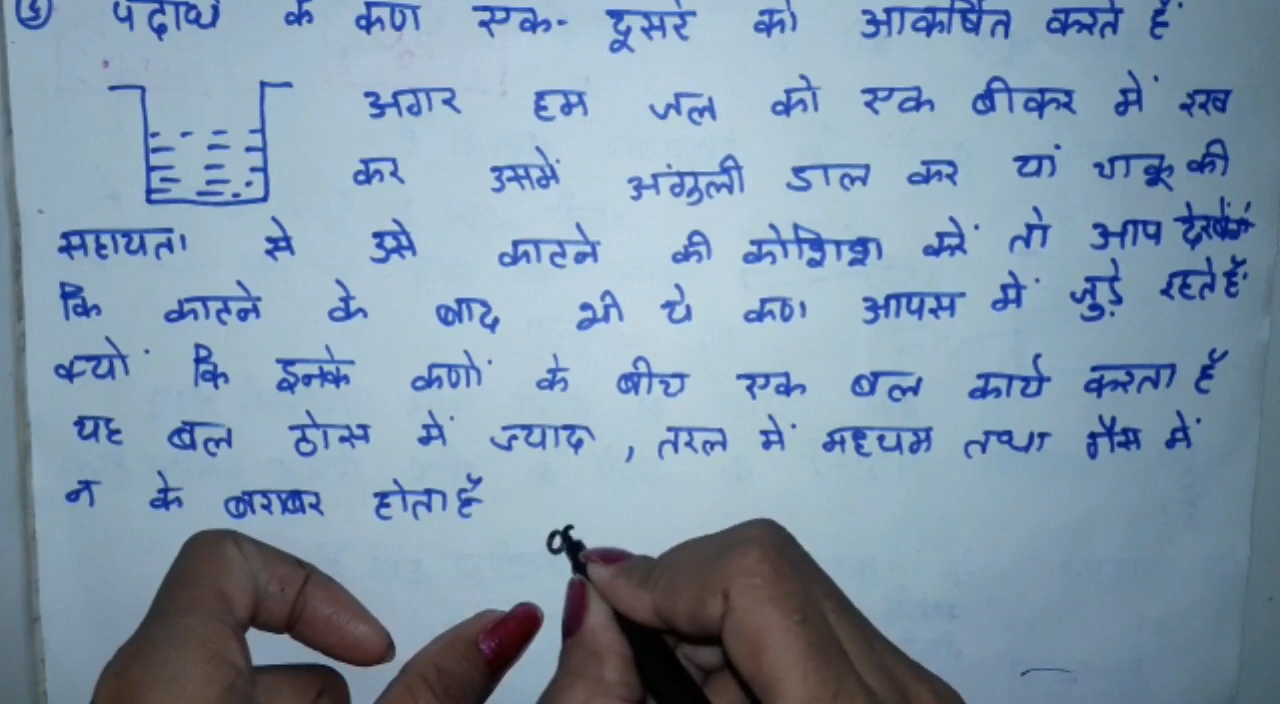 पदार्थ के कण एक-दूसरे को आकर्षित करते हैं
अगर हम जल को एक बीकर में रख
कर उसमें अंगुली डाल कर यां चाकू की
सहायता से उसे काटने की कोशिश करें तो आप देखेंगे
कि काटने के बाद भी ये कण आपस में जुड़े रहते हैं
क्यों कि इनके कणों के बीच एक बल कार्य करता है
यह बल ठोस में ज्यादा, तरल में मध्यम तथा गैस में
न के बराबर होता है